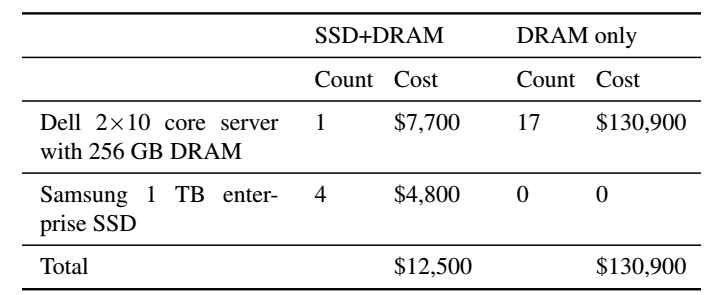 SSD+DRAM DRAM only
Count Cost Count Cost
Dell 2×10 core server 1 $7,700 17 $130,900
with 256 GB DRAM
Samsung 1 TB enter- 4 $4,800 0 0
prise SSD
Total $12,500 $130,900